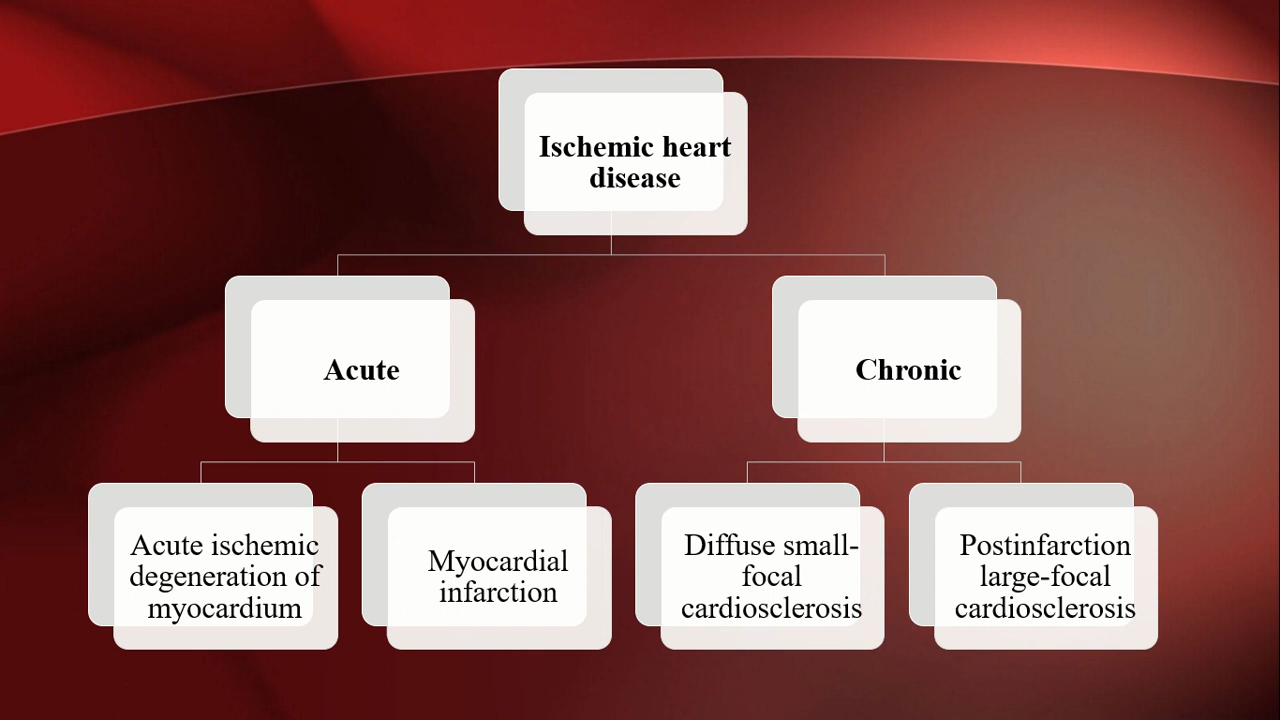 Ischemic heart
disease
Acute
Chronic
Acute ischemic
degeneration of
myocardium
Myocardial
infarction
Diffuse small-
focal
cardiosclerosis
Postinfarction
large-focal
cardiosclerosis